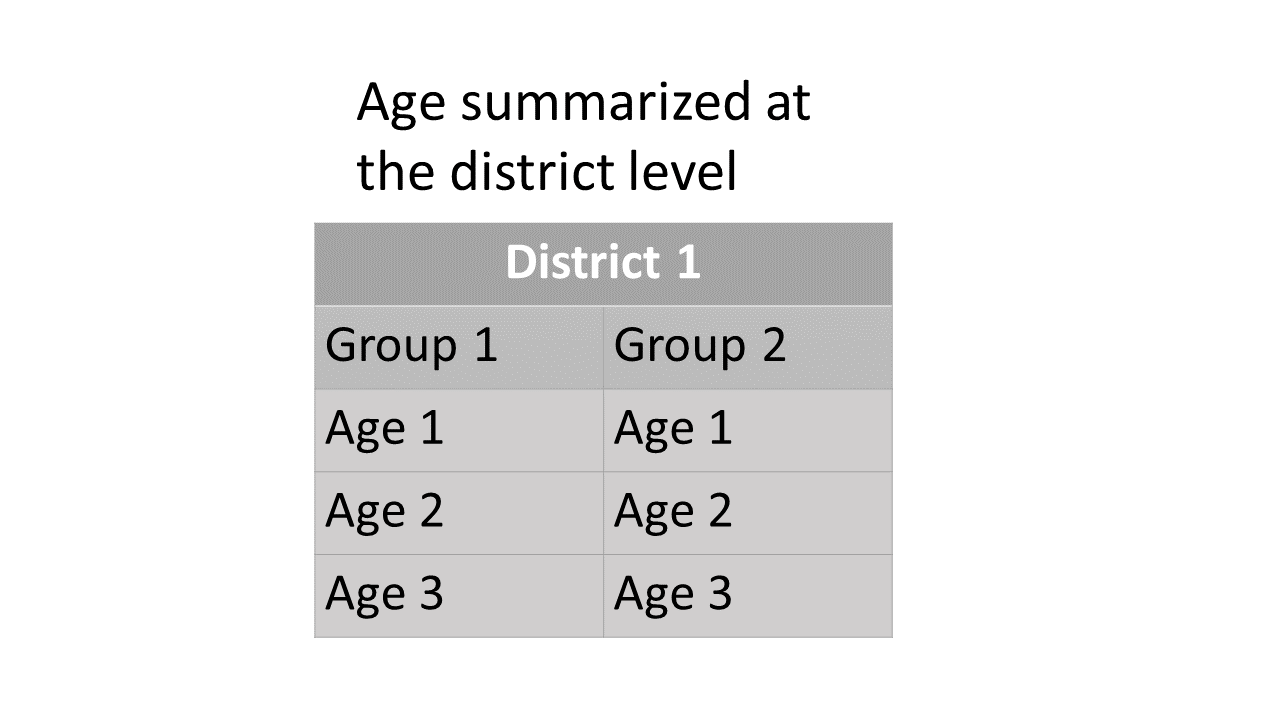 Age summarized at
the district level
District 1
Group 1 Group 2
Age 1 Age 1
Age 2 Age 2
Age 3 Age 3